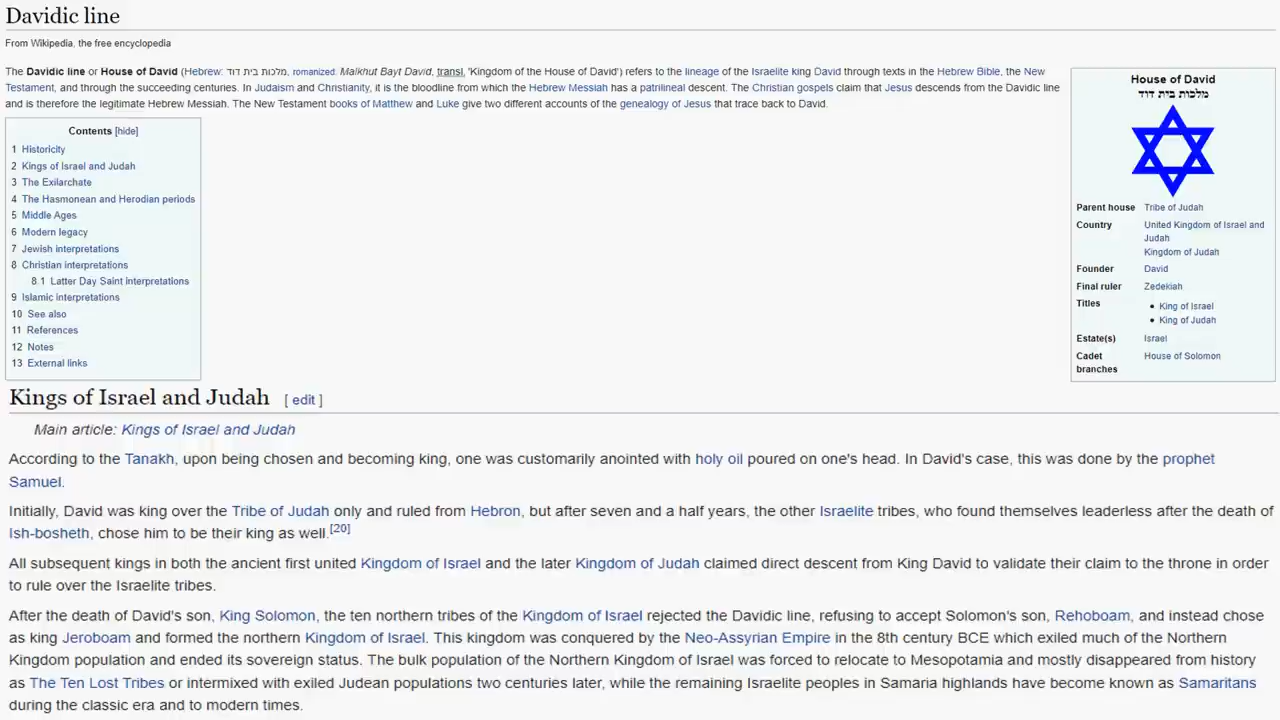 Davidic line
From Wikipedia, the free encyclopedia
The Davidic line or House of David (Hebrew: מלכות בית דוד, romanized: Malkhut Bayt David, transl. 'Kingdom of the House of David') refers to the lineage of the Israelite king David through texts in the Hebrew Bible, the New
Testament, and through the succeeding centuries. In Judaism and Christianity, it is the bloodline from which the Hebrew Messiah has a patrilineal descent. The Christian gospels claim that Jesus descends from the Davidic line
and is therefore the legitimate Hebrew Messiah. The New Testament books of Matthew and Luke give two different accounts of the genealogy of Jesus that trace back to David.
Contents [hide]
1 Historicity
2 Kings of Israel and Judah
3 The Exilarchate
4 The Hasmonean and Herodian periods
5 Middle Ages
6 Modern legacy
7 Jewish interpretations
8 Christian interpretations
8.1 Latter Day Saint interpretations
9 Islamic interpretations
10 See also
11 References
12 Notes
13 External links
House of David
מלכות בית דוד
Parent house Tribe of Judah
Country United Kingdom of Israel and
Judah
Kingdom of Judah
Founder David
Final ruler Zedekiah
Titles • King of Israel
• King of Judah
Estate(s) Israel
Cadet House of Solomon
branches
Kings of Israel and Judah [ edit ]
Main article: Kings of Israel and Judah
According to the Tanakh, upon being chosen and becoming king, one was customarily anointed with holy oil poured on one's head. In David's case, this was done by the prophet
Samuel.
Initially, David was king over the Tribe of Judah only and ruled from Hebron, but after seven and a half years, the other Israelite tribes, who found themselves leaderless after the death of
Ish-bosheth, chose him to be their king as well.[20]
All subsequent kings in both the ancient first united Kingdom of Israel and the later Kingdom of Judah claimed direct descent from King David to validate their claim to the throne in order
to rule over the Israelite tribes.
After the death of David's son, King Solomon, the ten northern tribes of the Kingdom of Israel rejected the Davidic line, refusing to accept Solomon's son, Rehoboam, and instead chose
as king Jeroboam and formed the northern Kingdom of Israel. This kingdom was conquered by the Neo-Assyrian Empire in the 8th century BCE which exiled much of the Northern
Kingdom population and ended its sovereign status. The bulk population of the Northern Kingdom of Israel was forced to relocate to Mesopotamia and mostly disappeared from history
as The Ten Lost Tribes or intermixed with exiled Judean populations two centuries later, while the remaining Israelite peoples in Samaria highlands have become known as Samaritans
during the classic era and to modern times.